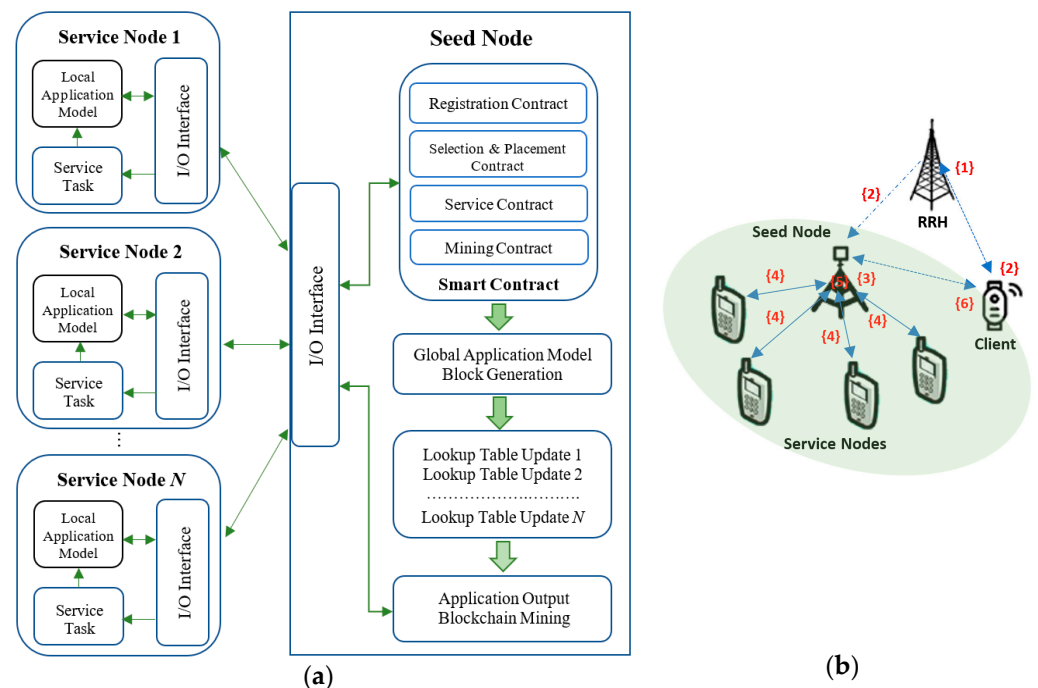 Service Node 1
Local
Application
Model
I/O Interface
Service
Task
Service Node 2
Local
Application
Model
I/O Interface
Service
Task
...
Service Node N
Local
Application
Model
I/O Interface
Service
Task
I/O Interface
Seed Node
Registration Contract
Selection & Placement
Contract
Service Contract
Mining Contract
Smart Contract
Global Application Model
Block Generation
Lookup Table Update 1
Lookup Table Update 2
…………………..……….
Lookup Table Update N
Application Output
Blockchain Mining
(a)
{1}
{2}
RRH
Seed Node
{2}
{4}
{5}
{3}
{6}
{4}
{4}
{4}
Client
Service Nodes
(b)